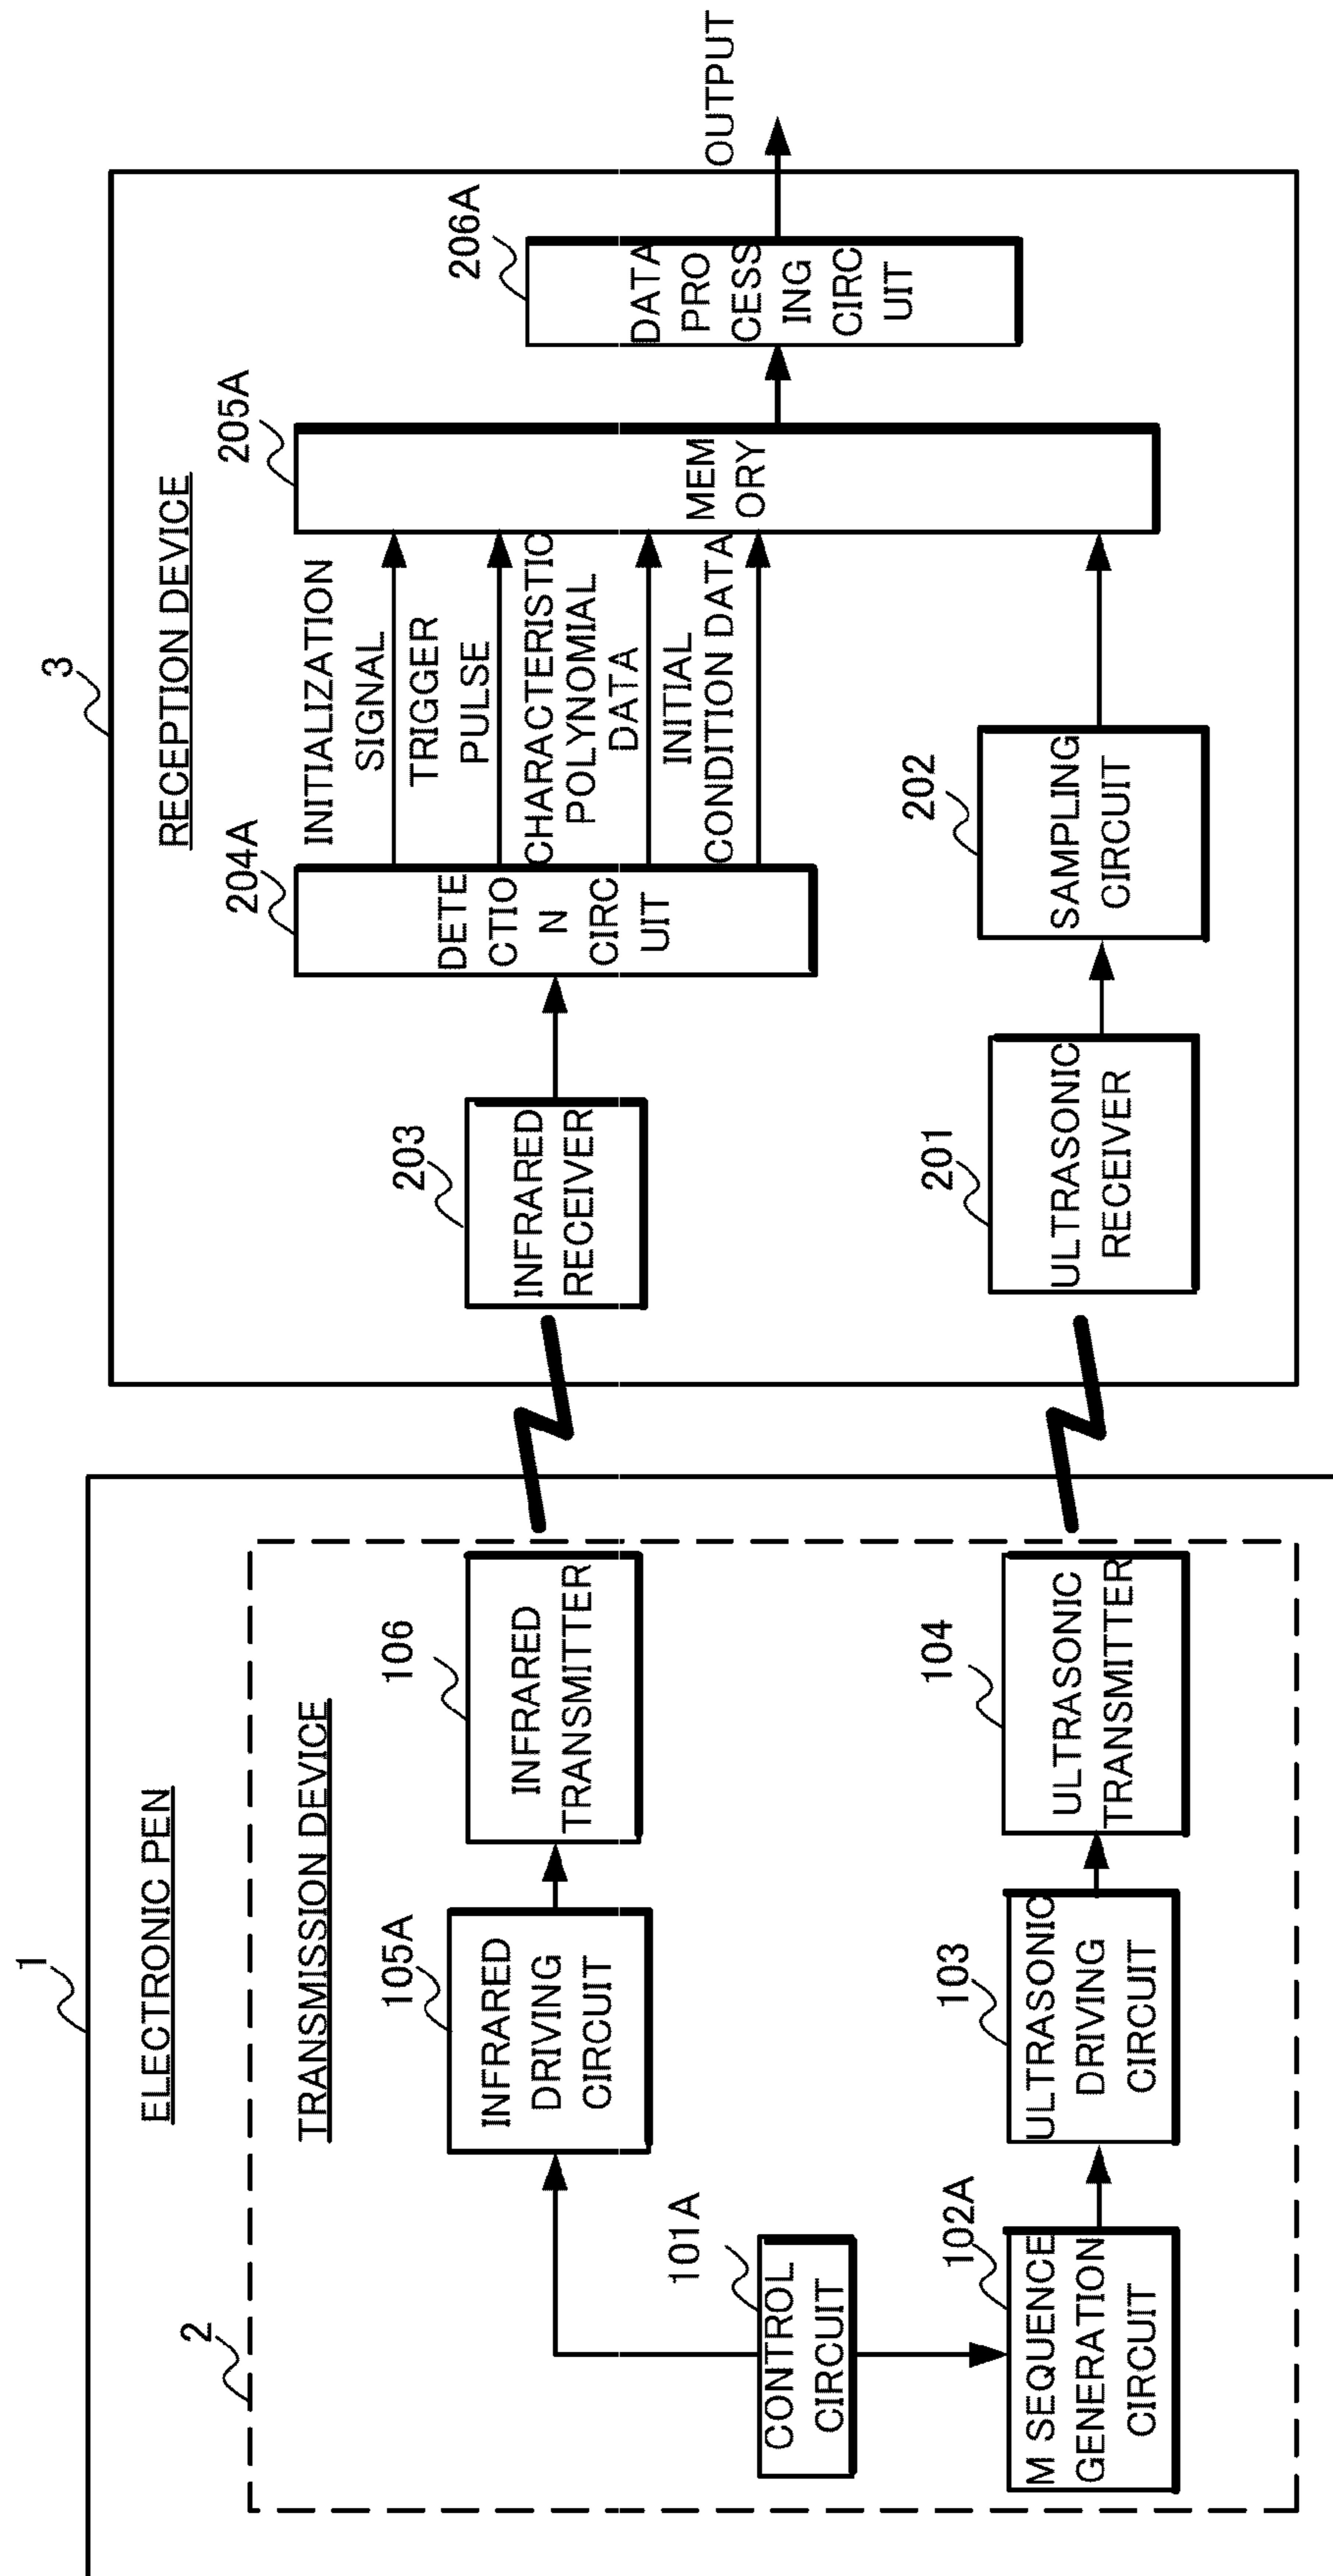 1
ELECTRONIC PEN
2
TRANSMISSION DEVICE
105A
INFRARED
DRIVING
CIRCUIT
106
INFRARED
TRANSMITTER
101A
CONTROL
CIRCUIT
102A
M SEQUENCE
GENERATION
CIRCUIT
103
ULTRASONIC
DRIVING
CIRCUIT
104
ULTRASONIC
TRANSMITTER
3
RECEPTION DEVICE
203
INFRARED
RECEIVER
204A
DETE
CTIO
N
CIRC
UIT
INITIALIZATION
SIGNAL
TRIGGER
PULSE
CHARACTERISTIC
POLYNOMIAL
DATA
INITIAL
CONDITION DATA
205A
MEM
ORY
206A
DATA
PRO
CESS
ING
CIRC
UIT
OUTPUT
201
ULTRASONIC
RECEIVER
202
SAMPLING
CIRCUIT